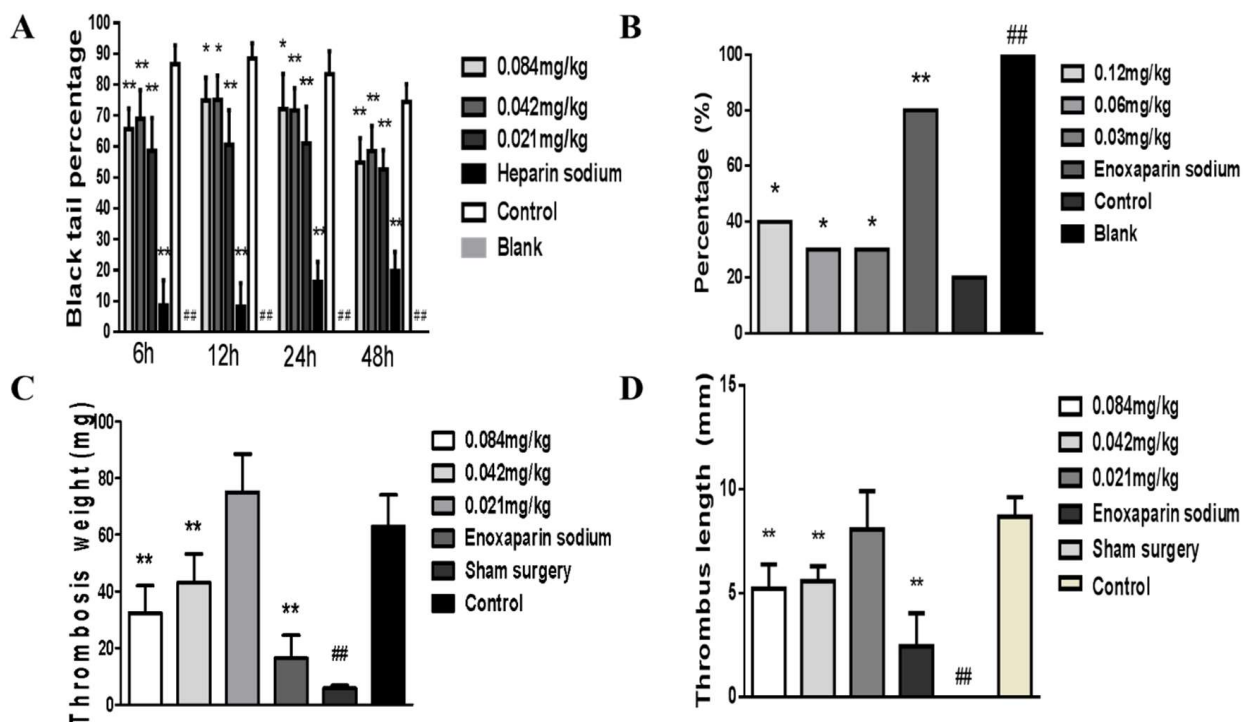 A
Black tail percentage
100
90
80
70
60
50
40
30
20
10
0
** ** ** **
* * ** **
* ** ** **
** ** ** **
## ## ## ##
6h 12h 24h 48h
0.084mg/kg
0.042mg/kg
0.021mg/kg
Heparin sodium
Control
Blank
B
Percentage (%)
100
80
60
40
20
0
* * * ** ##
0.12mg/kg
0.06mg/kg
0.03mg/kg
Enoxaparin sodium
Control
Blank
C
Thrombosis weight(mg)
100
80
60
40
20
0
** ** ** ##
0.084mg/kg
0.042mg/kg
0.021mg/kg
Enoxaparin sodium
Sham surgery
Control
D
Thrombus length (mm)
15
10
5
0
** ** ** ##
0.084mg/kg
0.042mg/kg
0.021mg/kg
Enoxaparin sodium
Sham surgery
Control